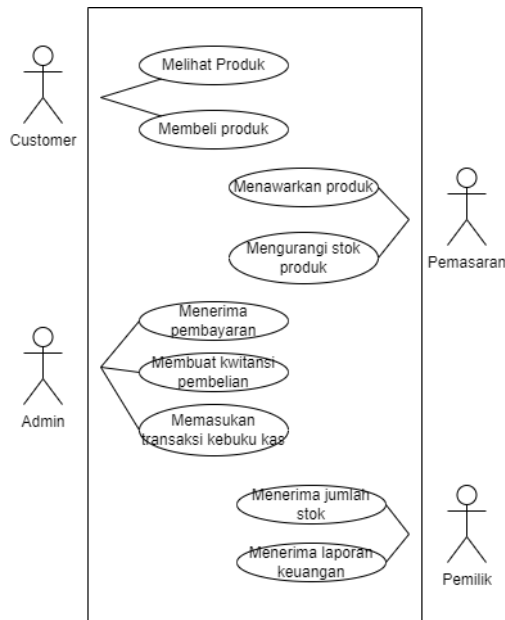 Melihat Produk
Customer
Membeli produk
Menawarkan produk
Mengurangi stok
produk
Pemasaran
Menerima
pembayaran
Membuat kwitansi
pembelian
Admin
Memasukan
transaksi kebuku kas
Menerima jumlah
stok
Menerima laporan
keuangan
Pemilik